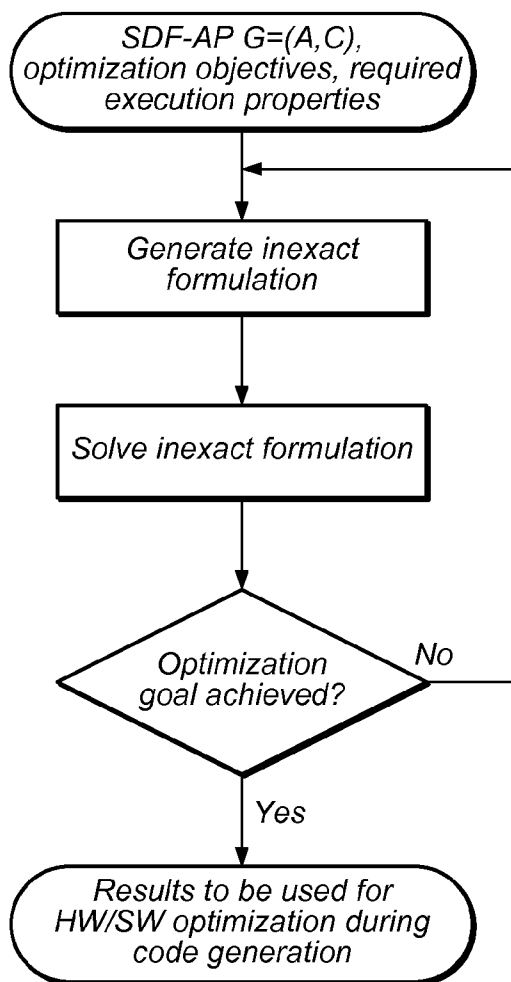 SDF-AP G=(A,C),
optimization objectives, required
execution properties
Generate inexact
formulation
Solve inexact formulation
Optimization
goal achieved?
No
Yes
Results to be used for
HW/SW optimization during
code generation